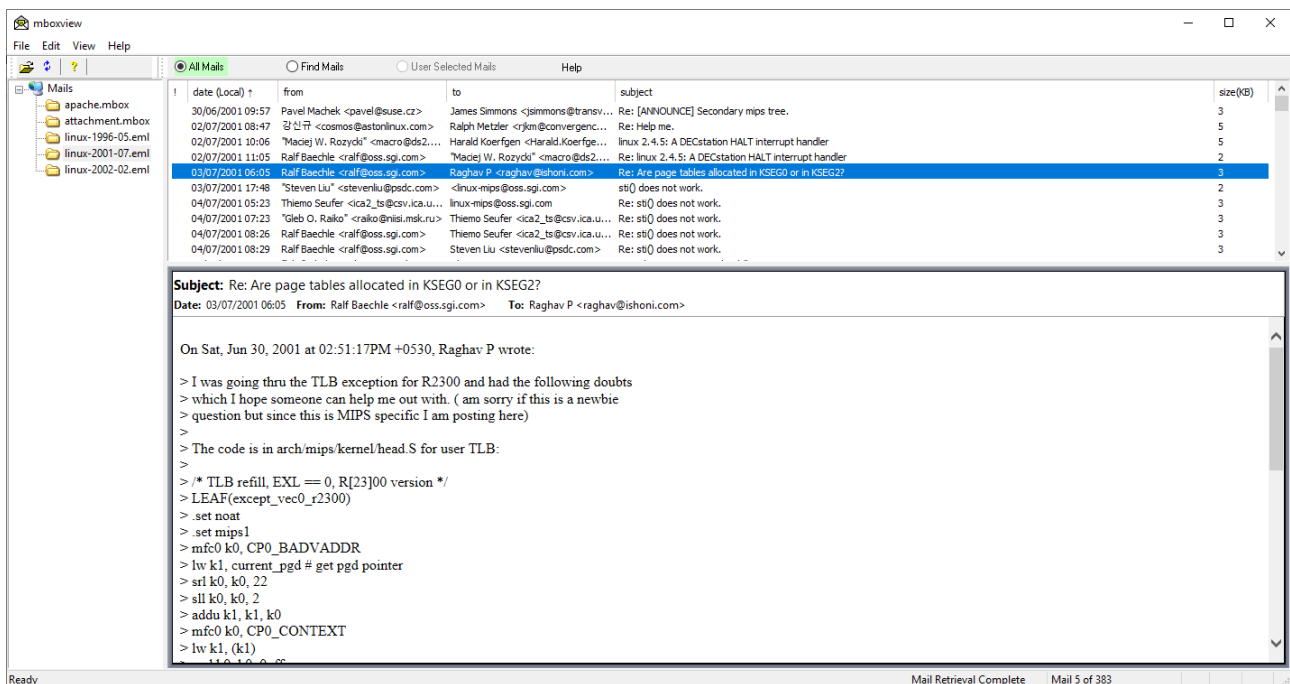 mboxview
File Edit View Help
All Mails Find Mails User Selected Mails Help
Mails
apache.mbox
attachment.mbox
linux-1996-05.eml
linux-2001-07.eml
linux-2002-02.eml
! date (Local) ↑ from to subject size(KB)
30/06/2001 09:57 Pavel Machek <pavel@suse.cz> James Simmons <jsimmons@transv... Re: [ANNOUNCE] Secondary mips tree. 3
02/07/2001 08:47 강신규 <cosmos@astonlinux.com> Ralph Metzler <rjkm@convergenc... Re: Help me. 5
02/07/2001 10:06 "Maciej W. Rozycki" <macro@ds2.... Harald Koerfgen <Harald.Koerfge... linux 2.4.5: A DECstation HALT interrupt handler 5
02/07/2001 11:05 Ralf Baechle <ralf@oss.sgi.com> "Maciej W. Rozycki" <macro@ds2.... Re: linux 2.4.5: A DECstation HALT interrupt handler 2
03/07/2001 06:05 Ralf Baechle <ralf@oss.sgi.com> Raghav P <raghav@ishoni.com> Re: Are page tables allocated in KSEG0 or in KSEG2? 3
03/07/2001 17:48 "Steven Liu" <stevenliu@psdc.com> <linux-mips@oss.sgi.com> sti() does not work. 2
04/07/2001 05:23 Thiemo Seufer <ica2_ts@csv.ica.u... linux-mips@oss.sgi.com Re: sti() does not work. 3
04/07/2001 07:23 "Gleb O. Raiko" <raiko@niisi.msk.ru> Thiemo Seufer <ica2_ts@csv.ica.u... Re: sti() does not work. 3
04/07/2001 08:26 Ralf Baechle <ralf@oss.sgi.com> Thiemo Seufer <ica2_ts@csv.ica.u... Re: sti() does not work. 3
04/07/2001 08:29 Ralf Baechle <ralf@oss.sgi.com> Steven Liu <stevenliu@psdc.com> Re: sti() does not work. 3
Subject: Re: Are page tables allocated in KSEG0 or in KSEG2?
Date: 03/07/2001 06:05 From: Ralf Baechle <ralf@oss.sgi.com> To: Raghav P <raghav@ishoni.com>
On Sat, Jun 30, 2001 at 02:51:17PM +0530, Raghav P wrote:
> I was going thru the TLB exception for R2300 and had the following doubts
> which I hope someone can help me out with. ( am sorry if this is a newbie
> question but since this is MIPS specific I am posting here)
>
> The code is in arch/mips/kernel/head.S for user TLB:
>
> /* TLB refill, EXL == 0, R[23]00 version */
> LEAF(except_vec0_r2300)
> .set noat
> .set mips1
> mfc0 k0, CP0_BADVADDR
> lw k1, current_pgd # get pgd pointer
> srl k0, k0, 22
> sll k0, k0, 2
> addu k1, k1, k0
> mfc0 k0, CP0_CONTEXT
> lw k1, (k1)
Ready Mail Retrieval Complete Mail 5 of 383